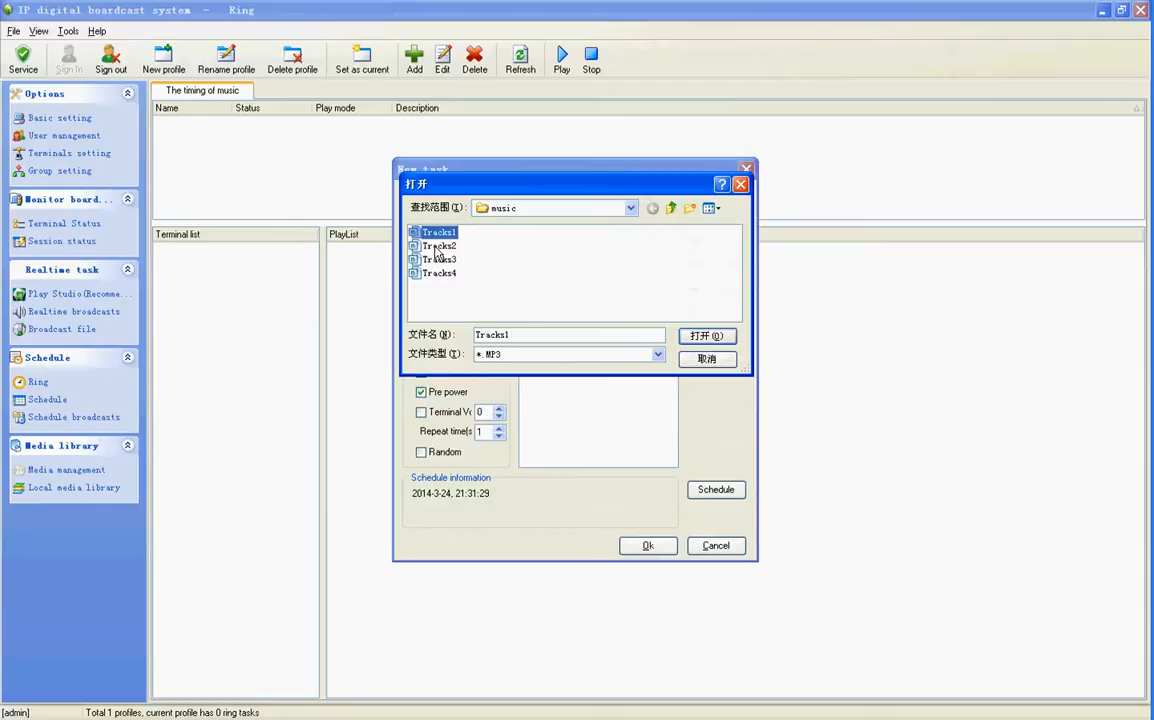 IP digital boardcast system - Ring
File View Tools Help
Service Sign In Sign out New profile Rename profile Delete profile Set as current Add Edit Delete Refresh Play Stop
Options
Basic setting
User management
Terminals setting
Group setting
Monitor board...
Terminal Status
Session status
Realtime task
Play Studio(Recomme...
Realtime broadcasts
Broadcast file
Schedule
Ring
Schedule
Schedule broadcasts
Media library
Media management
Local media library
The timing of music
Name Status Play mode Description
Terminal list PlayList
New task
打开
查找范围(I): music
Tracks1
Tracks2
Tracks3
Tracks4
文件名(N): Tracks1 打开(O)
文件类型(T): *.MP3 取消
Pre power
Terminal Vo 0
Repeat time(s 1
Random
Schedule information
2014-3-24, 21:31:29
Schedule
Ok Cancel
[admin] Total 1 profiles, current profile has 0 ring tasks